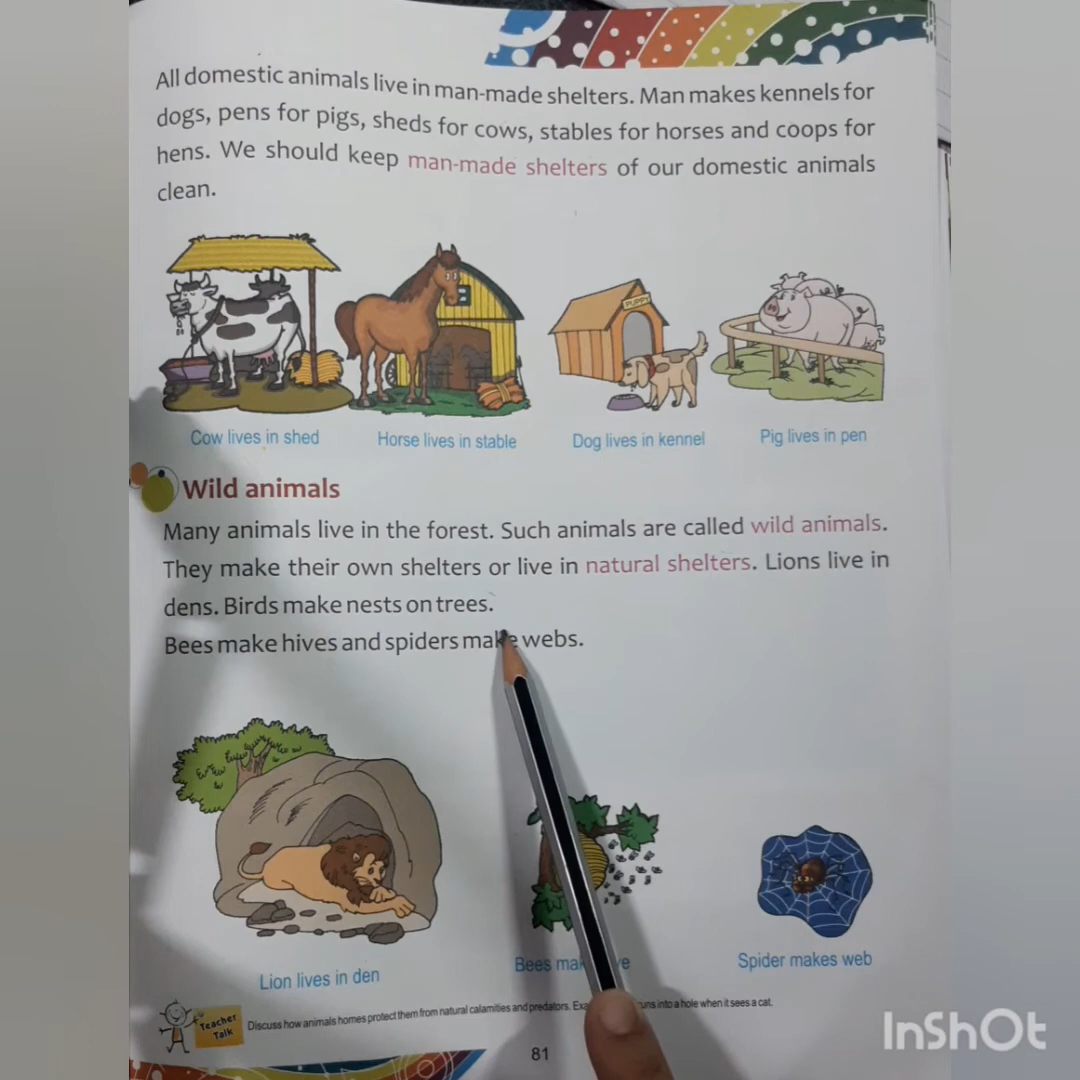 All domestic animals live in man-made shelters. Man makes kennels for
dogs, pens for pigs, sheds for cows, stables for horses and coops for
hens. We should keep man-made shelters of our domestic animals
clean.
PUPPY
Cow lives in shed
Horse lives in stable
Dog lives in kennel
Pig lives in pen
Wild animals
Many animals live in the forest. Such animals are called wild animals.
They make their own shelters or live in natural shelters. Lions live in
dens. Birds make nests on trees.
Bees make hives and spiders make webs.
Lion lives in den
Bees
Spider makes web
Teacher
Talk
Discuss how animals homes protect them from natural calamities and predators. into a hole when it sees a cat.
81
InShOt